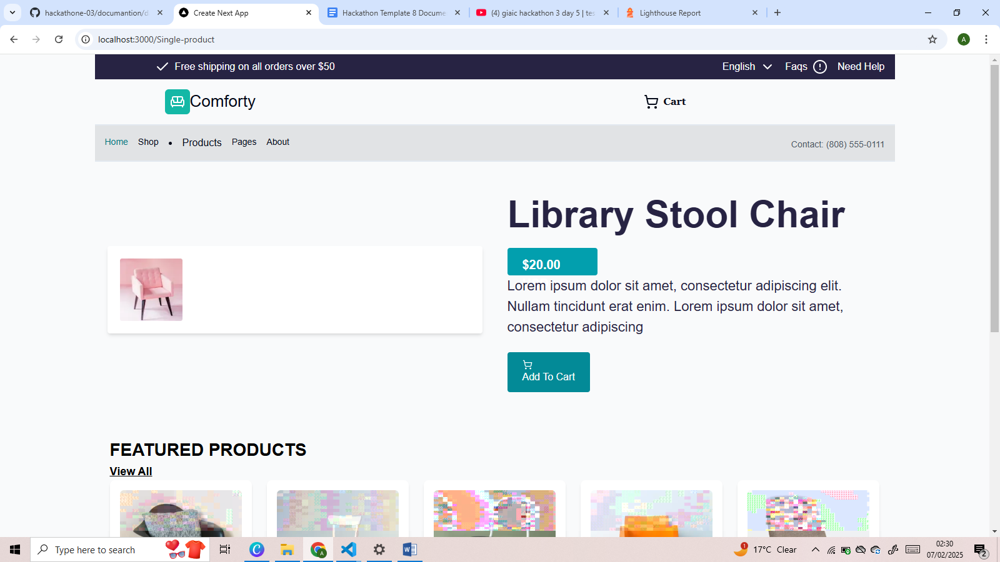 hackathone-03/documantion/d
Create Next App
Hackathon Template 8 Docume
(4) giaic hackathon 3 day 5 | tes
Lighthouse Report
localhost:3000/Single-product
A
Free shipping on all orders over $50
English
Faqs
Need Help
Comforty
Cart
Home
Shop
Products
Pages
About
Contact: (808) 555-0111
Library Stool Chair
$20.00
Lorem ipsum dolor sit amet, consectetur adipiscing elit.
Nullam tincidunt erat enim. Lorem ipsum dolor sit amet,
consectetur adipiscing
Add To Cart
FEATURED PRODUCTS
View All
Type here to search
1
17°C Clear
02:30
07/02/2025
2